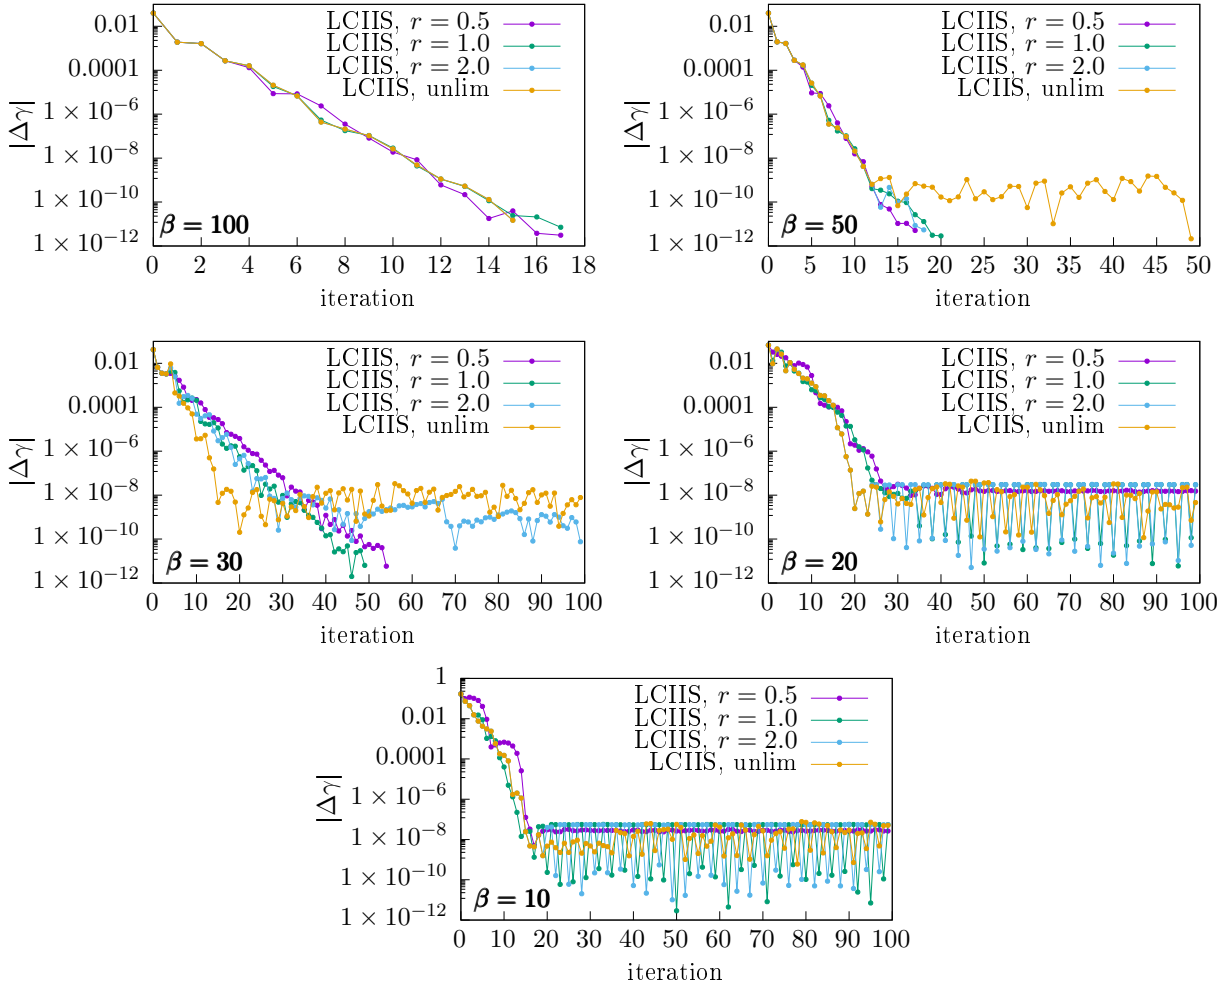 LCIIS, r = 0.5
LCIIS, r = 1.0
LCIIS, r = 2.0
LCIIS, unlim
0.01
0.0001
1 × 10⁻⁶
1 × 10⁻⁸
1 × 10⁻¹⁰
1 × 10⁻¹²
|Δγ|
β = 100
0 2 4 6 8 10 12 14 16 18
iteration
LCIIS, r = 0.5
LCIIS, r = 1.0
LCIIS, r = 2.0
LCIIS, unlim
0.01
0.0001
1 × 10⁻⁶
1 × 10⁻⁸
1 × 10⁻¹⁰
1 × 10⁻¹²
|Δγ|
β = 50
0 5 10 15 20 25 30 35 40 45 50
iteration
LCIIS, r = 0.5
LCIIS, r = 1.0
LCIIS, r = 2.0
LCIIS, unlim
0.01
0.0001
1 × 10⁻⁶
1 × 10⁻⁸
1 × 10⁻¹⁰
1 × 10⁻¹²
|Δγ|
β = 30
0 10 20 30 40 50 60 70 80 90 100
iteration
LCIIS, r = 0.5
LCIIS, r = 1.0
LCIIS, r = 2.0
LCIIS, unlim
0.01
0.0001
1 × 10⁻⁶
1 × 10⁻⁸
1 × 10⁻¹⁰
1 × 10⁻¹²
|Δγ|
β = 20
0 10 20 30 40 50 60 70 80 90 100
iteration
LCIIS, r = 0.5
LCIIS, r = 1.0
LCIIS, r = 2.0
LCIIS, unlim
1
0.01
0.0001
1 × 10⁻⁶
1 × 10⁻⁸
1 × 10⁻¹⁰
1 × 10⁻¹²
|Δγ|
β = 10
0 10 20 30 40 50 60 70 80 90 100
iteration